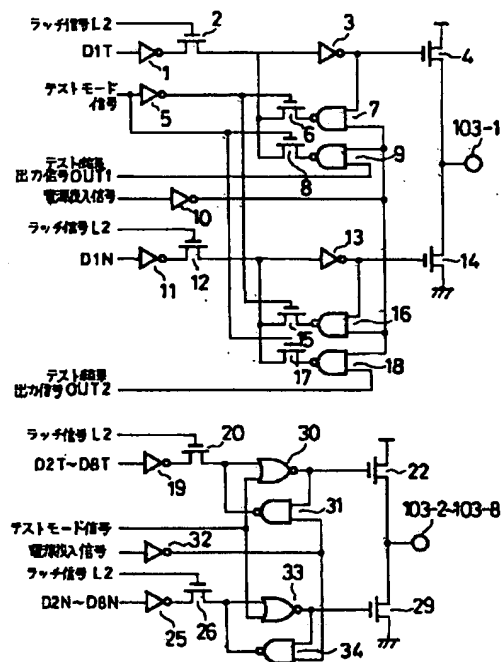 ラッチ信号 L2
2
3
D1T
1
4
テストモード
信号
5
6
7
103-1
9
テスト結果
出力信号 OUT1
8
電源投入信号
10
ラッチ信号 L2
13
D1N
11
12
14
15
16
17
18
テスト結果
出力信号 OUT2
ラッチ信号 L2
20
30
D2T~D8T
19
22
31
103-2~103-8
テストモード信号
電源投入信号
32
ラッチ信号 L2
33
D2N~D8N
25
26
29
34